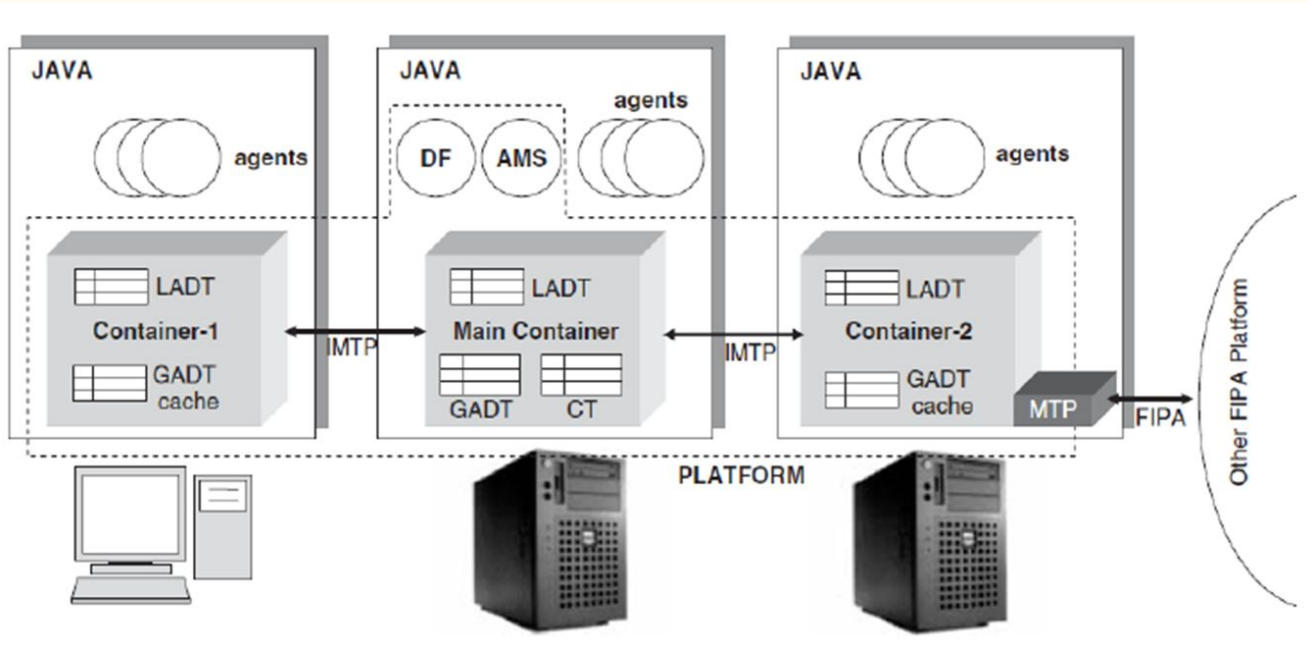 JAVA
agents
LADT
Container-1
GADT
cache
IMTP
JAVA
agents
DF
AMS
LADT
Main Container
GADT
CT
IMTP
JAVA
agents
LADT
Container-2
GADT
cache
MTP
FIPA
Other FIPA Platform
PLATFORM